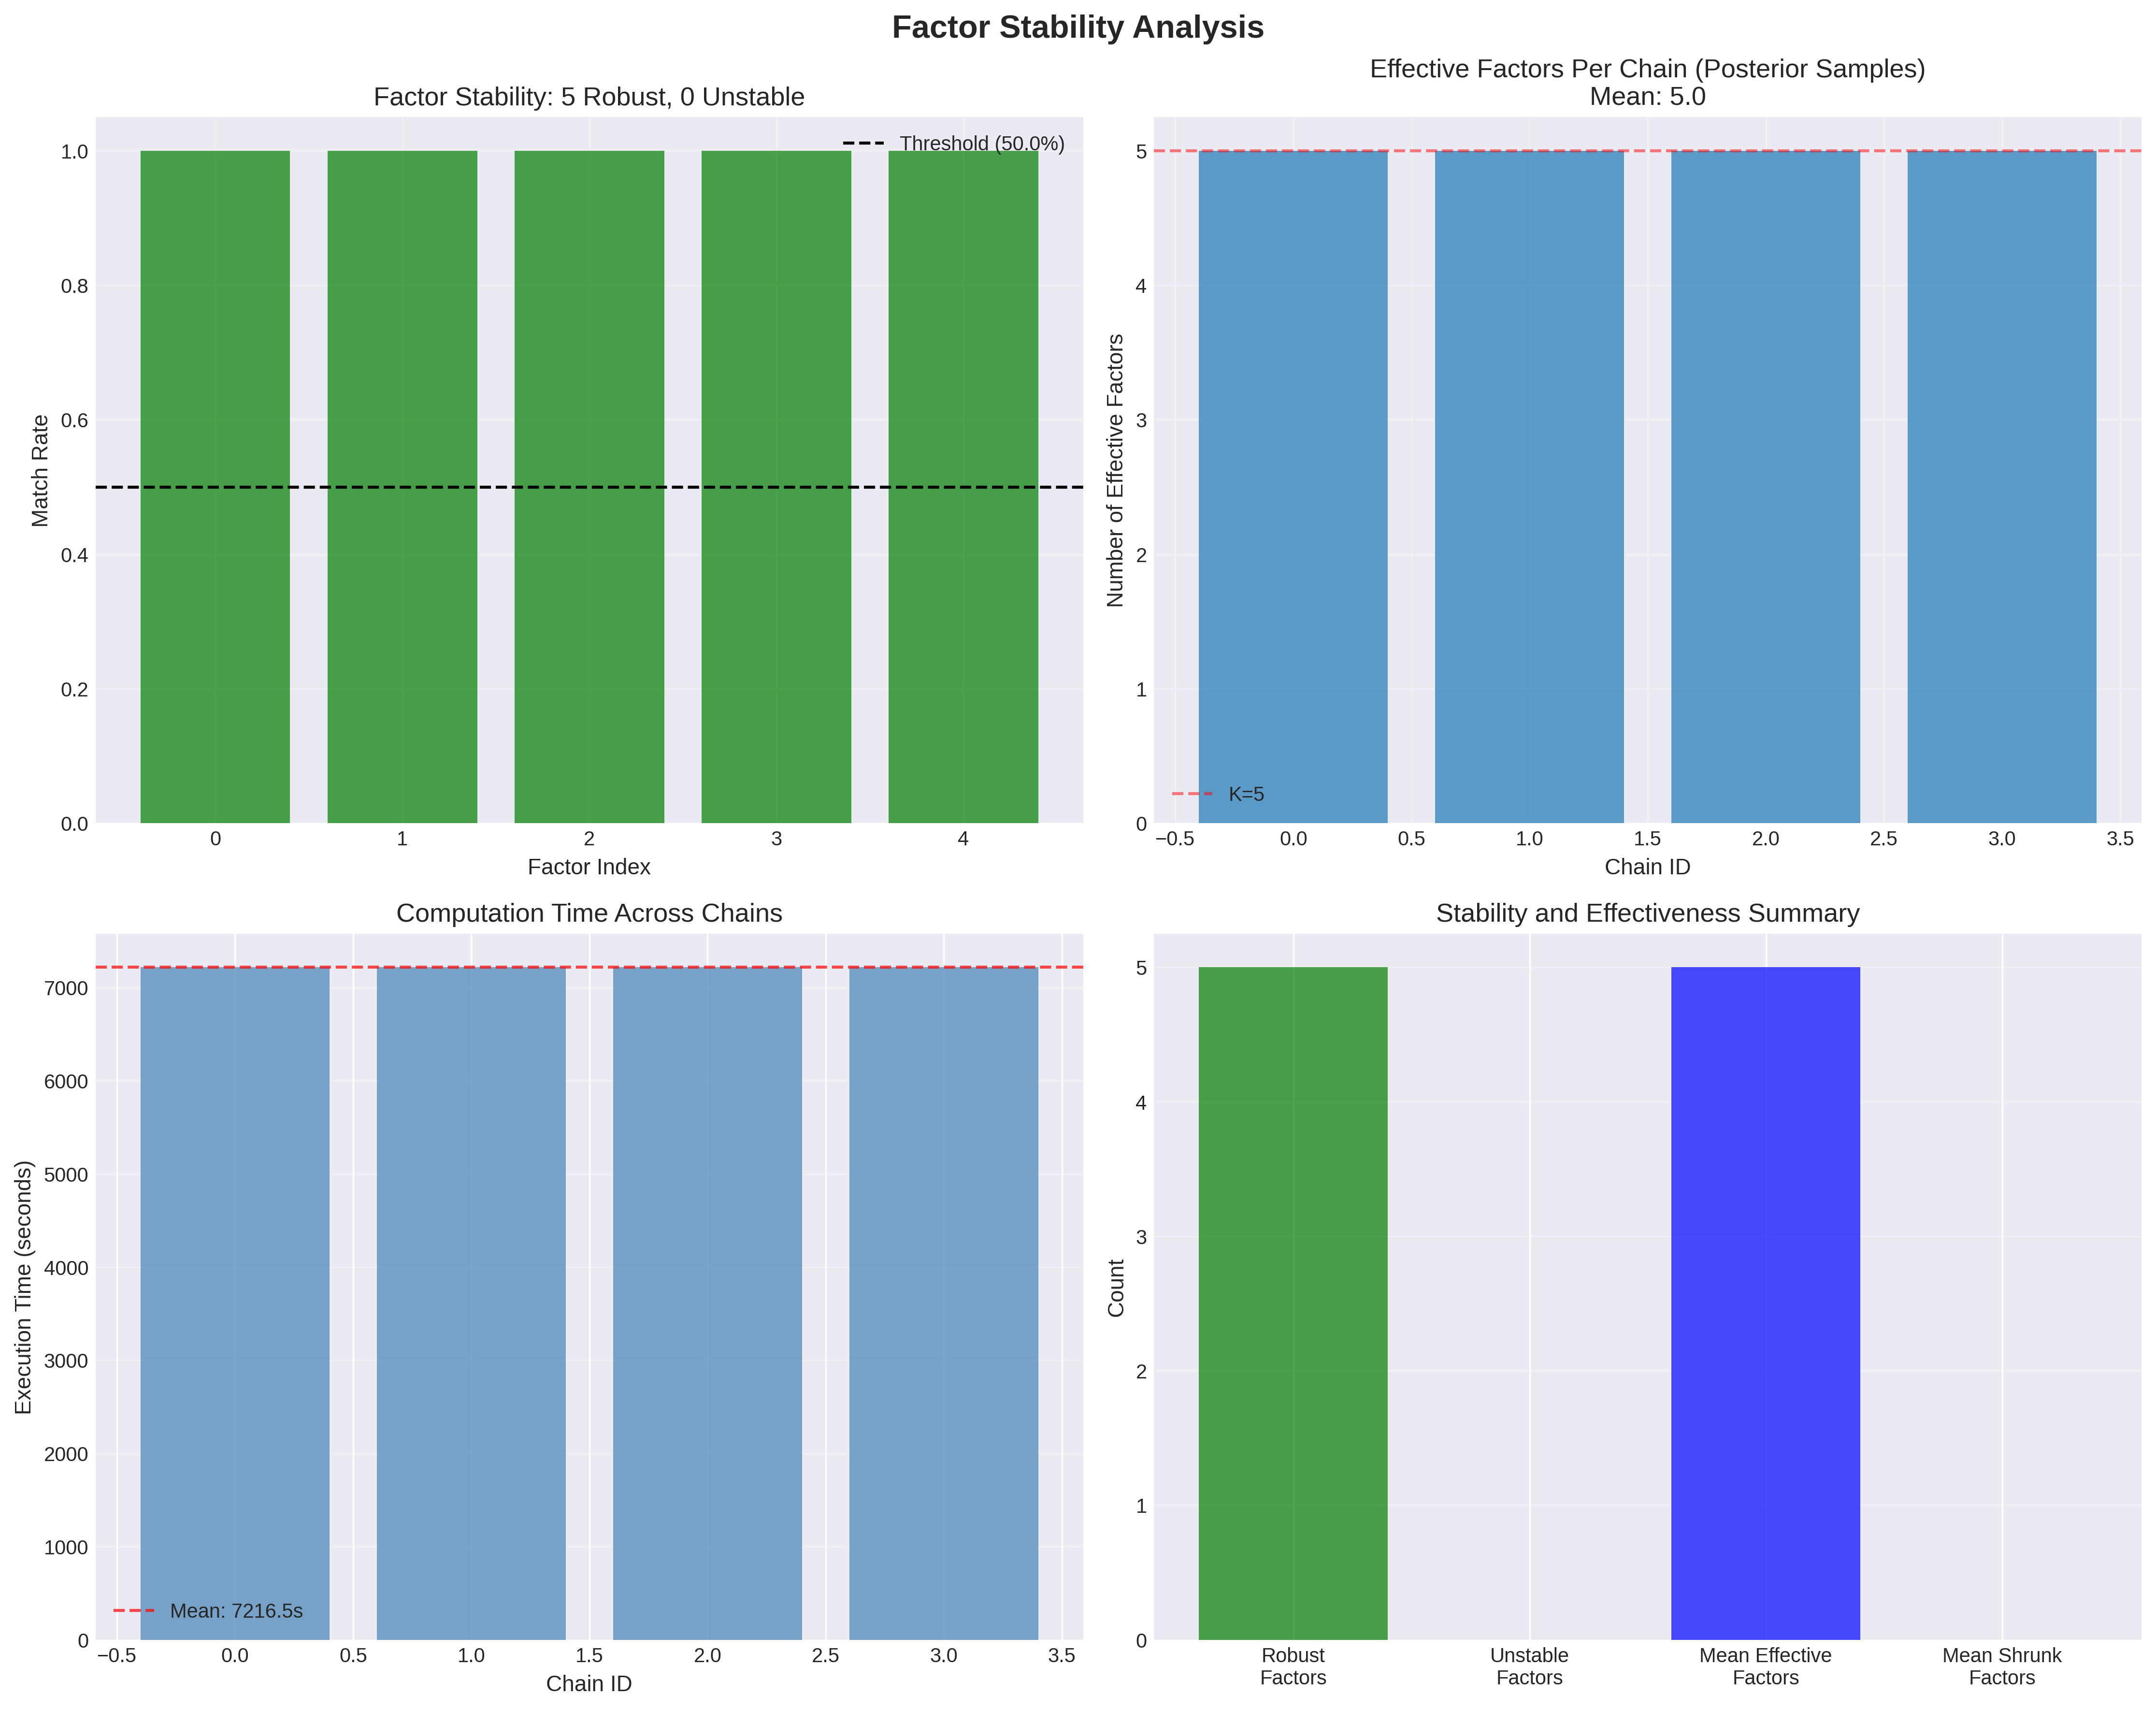 Factor Stability Analysis
Factor Stability: 5 Robust, 0 Unstable
Threshold (50.0%)
1.0
0.8
0.6
0.4
0.2
0.0
Match Rate
0 1 2 3 4
Factor Index
Effective Factors Per Chain (Posterior Samples)
Mean: 5.0
5
4
3
2
1
0
Number of Effective Factors
K=5
−0.5 0.0 0.5 1.0 1.5 2.0 2.5 3.0 3.5
Chain ID
Computation Time Across Chains
7000
6000
5000
4000
3000
2000
1000
0
Execution Time (seconds)
Mean: 7216.5s
−0.5 0.0 0.5 1.0 1.5 2.0 2.5 3.0 3.5
Chain ID
Stability and Effectiveness Summary
5
4
3
2
1
0
Count
Robust
Factors
Unstable
Factors
Mean Effective
Factors
Mean Shrunk
Factors